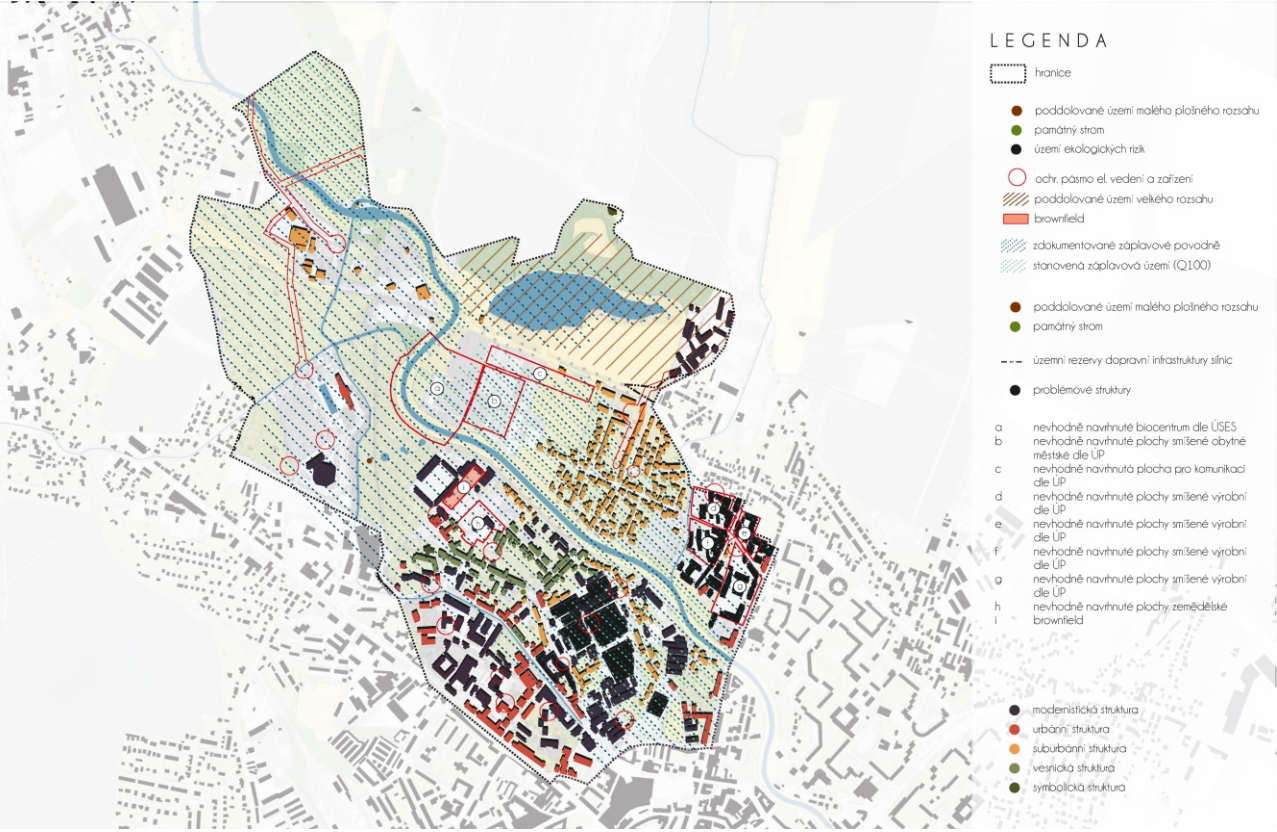 LEGENDA
hranice
poddolované území malého plošného rozsahu
památný strom
území ekologických rizik
ochr. pásmo el. vedení a zařízení
poddolované území velkého rozsahu
brownfield
zdokumentované záplavové povodně
stanovená záplavová území (Q100)
poddolované území malého plošného rozsahu
památný strom
územní rezervy dopravní infrastruktury silnic
problémové struktury
a nevhodně navrhnuté biocentrum dle ÚSES
b nevhodně navrhnuté plochy smíšené obytné
městské dle ÚP
c nevhodně navrhnutá plocha pro komunikaci
dle ÚP
d nevhodně navrhnuté plochy smíšené výrobní
dle ÚP
e nevhodně navrhnuté plochy smíšené výrobní
dle ÚP
f nevhodně navrhnuté plochy smíšené výrobní
dle ÚP
g nevhodně navrhnuté plochy smíšené výrobní
dle ÚP
h nevhodně navrhnuté plochy zemědělské
i brownfield
modernistická struktura
urbánní struktura
suburbánní struktura
vesnická struktura
symbolická struktura
a
b
c